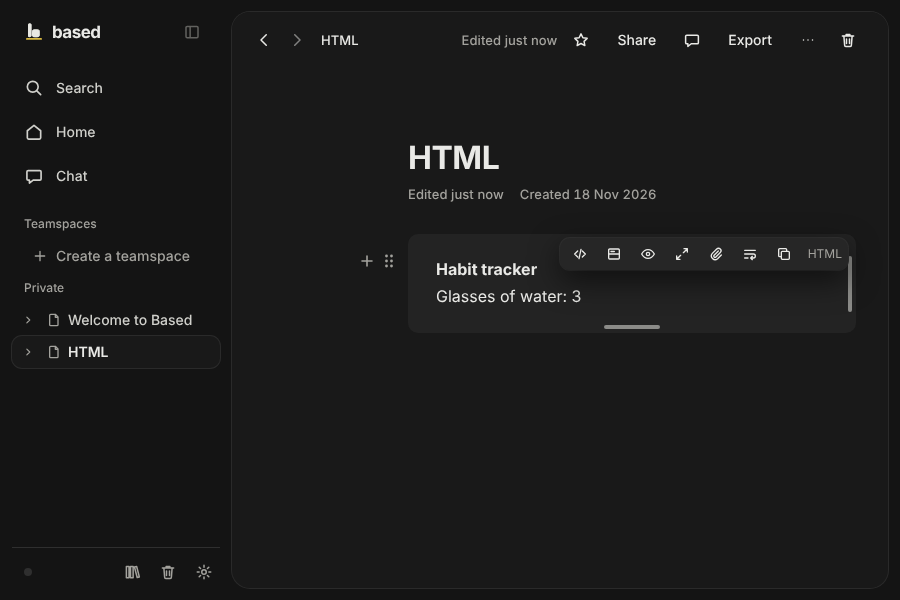 based
Search
Home
Chat
Teamspaces
Create a teamspace
Private
Welcome to Based
HTML
HTML
Edited just now
Share
Export
HTML
Edited just now Created 18 Nov 2026
HTML
Habit tracker
Glasses of water: 3